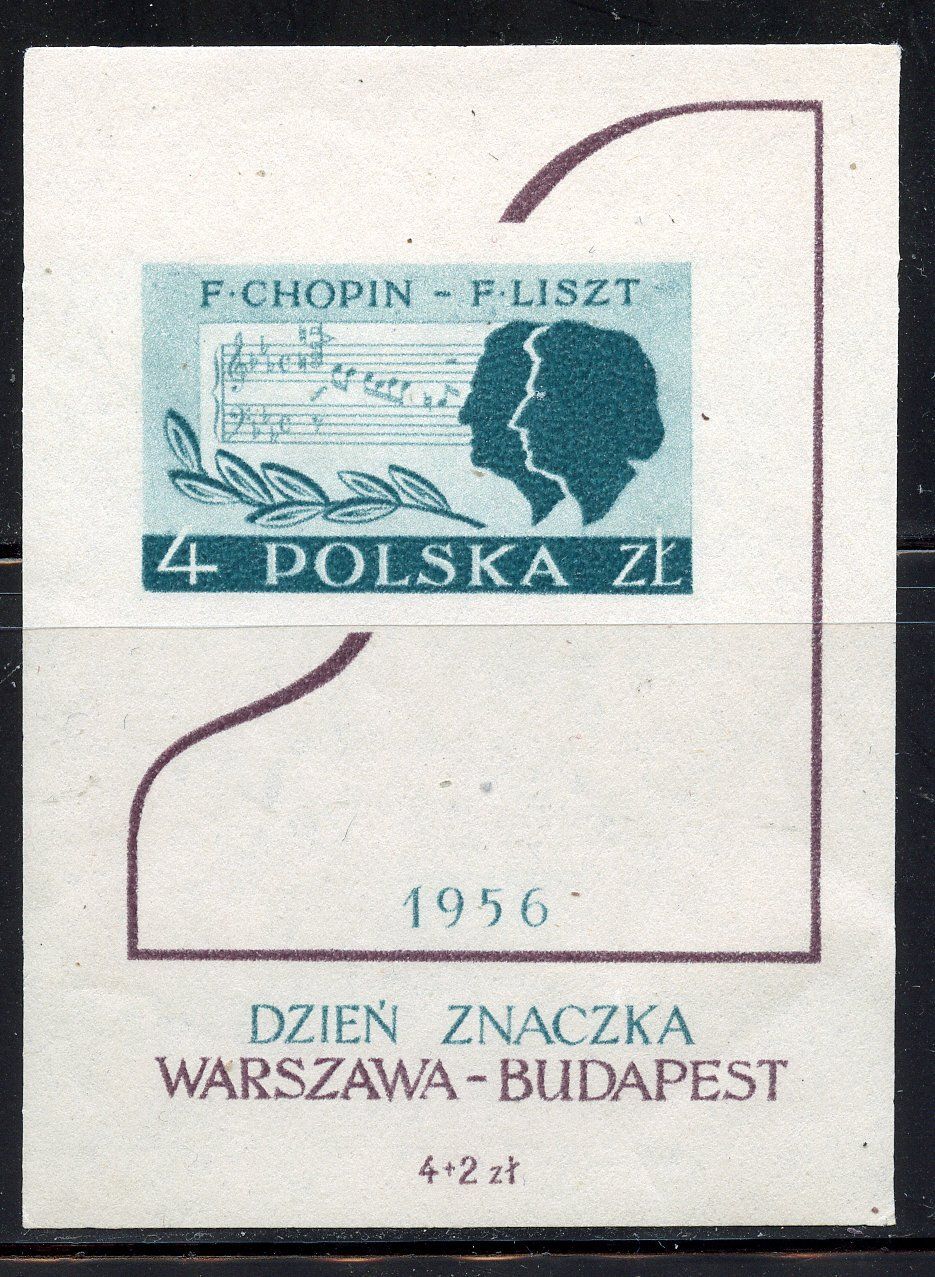 F·CHOPIN - F·LISZT
4 POLSKA ZŁ
1956
DZIEŃ ZNACZKA
WARSZAWA-BUDAPEST
4+2 zł